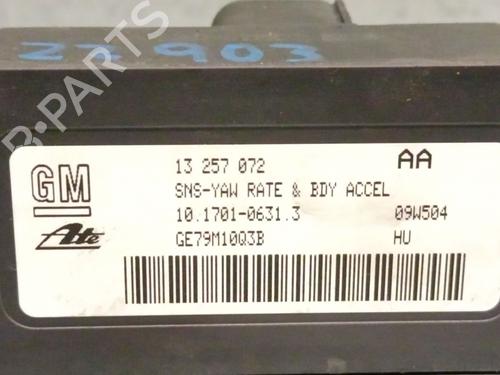 22903
B-PARTS
GM
13 257 072 AA
SNS-YAW RATE & BDY ACCEL
10.1701-0631.3 09W504
Ate
GE79M10Q3B HU